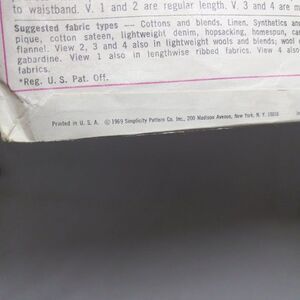 to waistband. V. 1 and 2 are regular length. V. 3 and 4 are m
Suggested fabric types — Cottons and blends. Linen, Synthetics an
pique, cotton sateen, lightweight denim, hopsacking, homespun, ca
flannel. View 2, 3 and 4 also in lightweight wools and blends; wool
gabardine. View 1 also in lengthwise ribbed fabrics. View 4 also
fabrics.
*Reg. U. S. Pat. Off.
Printed in U. S. A. © 1969 Simplicity Pattern Co. Inc., 200 Madison Avenue, New York, N. Y. 10016